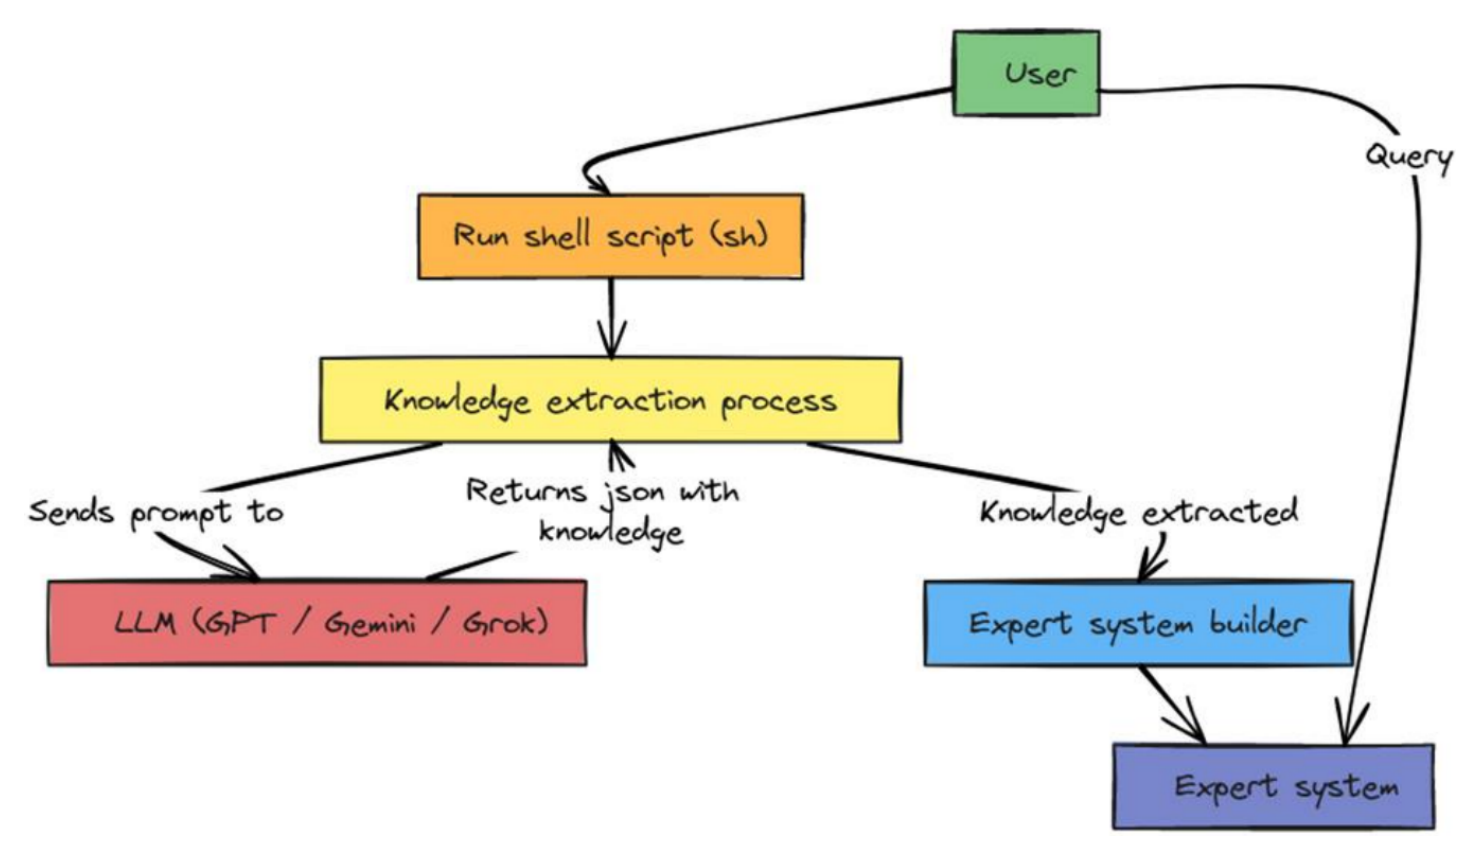 User
Query
Run shell script (sh)
Knowledge extraction process
Sends prompt to
Returns json with
knowledge
Knowledge extracted
LLM (GPT / Gemini / Grok)
Expert system builder
Expert system